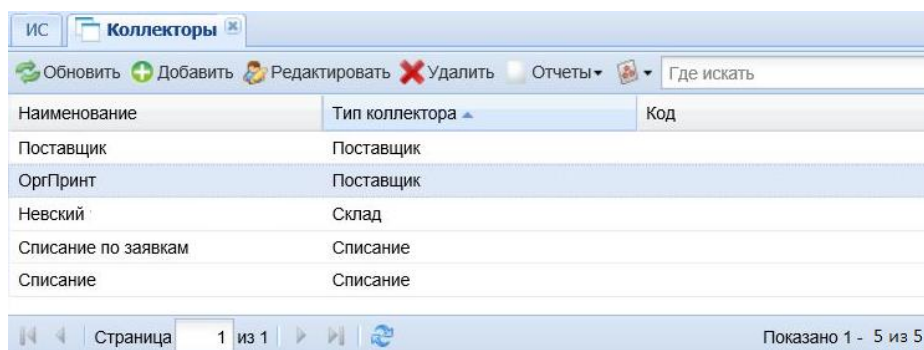 ИС Коллекторы
Обновить Добавить Редактировать Удалить Отчеты Где искать
Наименование Тип коллектора Код
Поставщик Поставщик
ОргПринт Поставщик
Невский Склад
Списание по заявкам Списание
Списание Списание
Страница 1 из 1 Показано 1 - 5 из 5